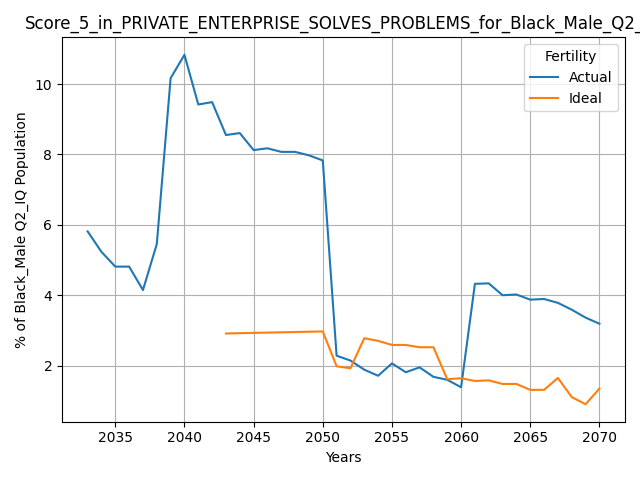 Score_5_in_PRIVATE_ENTERPRISE_SOLVES_PROBLEMS_for_Black_Male_Q2_
Fertility
Actual
Ideal
% of Black_Male Q2_IQ Population
10
8
6
4
2
2035 2040 2045 2050 2055 2060 2065 2070
Years